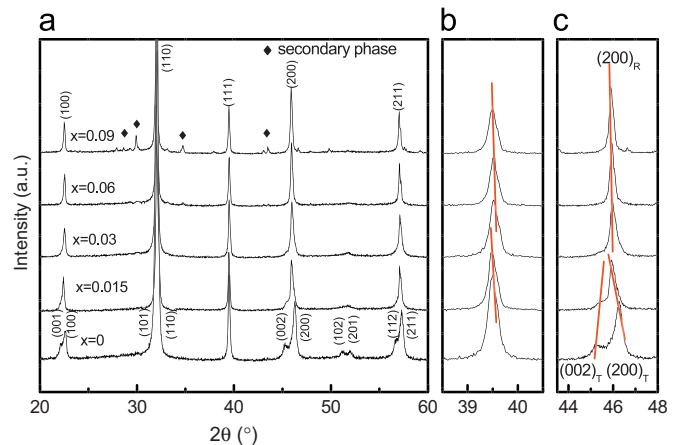 a
b
c
◆ secondary phase
(110)
(100)
(111)
(200)
(211)
(200)R
x=0.09
x=0.06
x=0.03
x=0.015
x=0
(001)
(100)
(101)
(110)
(002)
(200)
(102)
(201)
(112)
(211)
(002)T (200)T
Intensity (a.u.)
20 30 40 50 60
39 40
44 46 48
2θ (°)